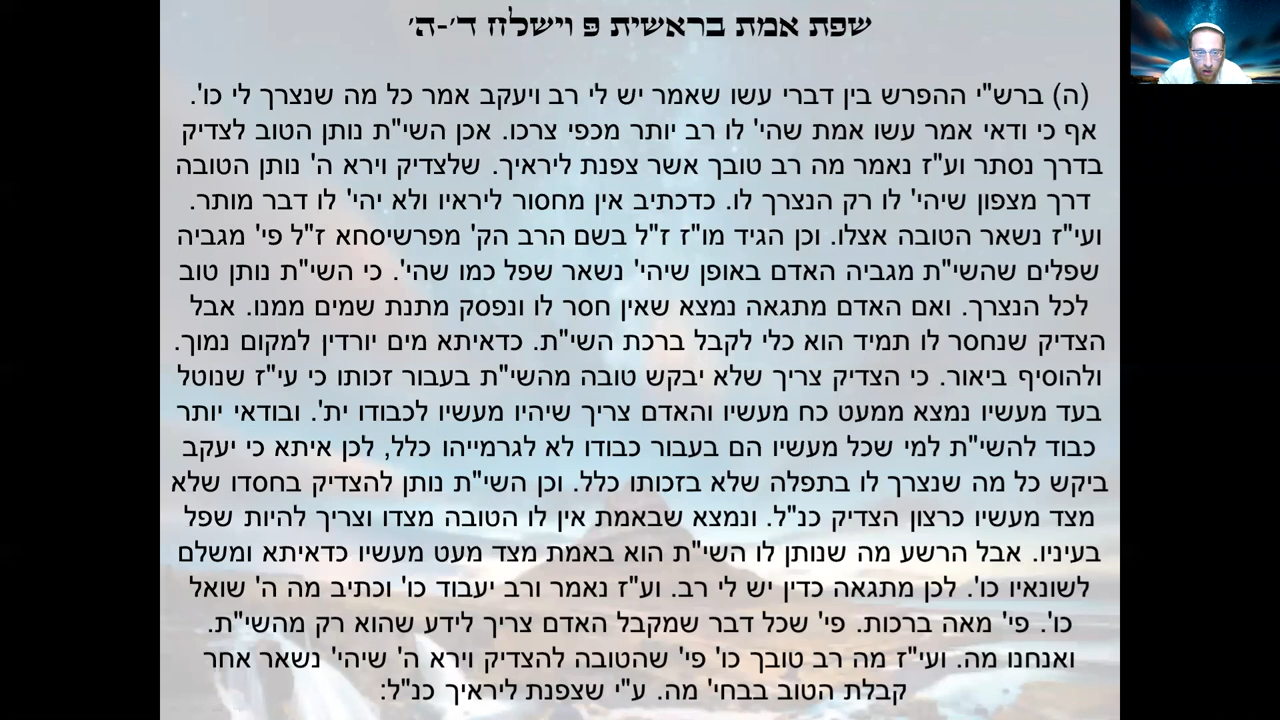 שפת אמת בראשית פ וישלח ד׳-ה׳
(ה) ברש"י ההפרש בין דברי עשו שאמר יש לי רב ויעקב אמר כל מה שנצרך לי כו'.
אף כי ודאי אמר עשו אמת שהי' לו רב יותר מכפי צרכו. אכן השי"ת נותן הטוב לצדיק
בדרך נסתר וע"ז נאמר מה רב טובך אשר צפנת ליראיך. שלצדיק וירא ה' נותן הטובה
דרך מצפון שיהי' לו רק הנצרך לו. כדכתיב אין מחסור ליראיו ולא יהי' לו דבר מותר.
ועי"ז נשאר הטובה אצלו. וכן הגיד מו"ז ז"ל בשם הרב הק' מפרשיסחא ז"ל פי' מגביה
שפלים שהשי"ת מגביה האדם באופן שיהי' נשאר שפל כמו שהי'. כי השי"ת נותן טוב
לכל הנצרך. ואם האדם מתגאה נמצא שאין חסר לו ונפסק מתנת שמים ממנו. אבל
הצדיק שנחסר לו תמיד הוא כלי לקבל ברכת השי"ת. כדאיתא מים יורדין למקום נמוך.
ולהוסיף ביאור. כי הצדיק צריך שלא יבקש טובה מהשי"ת בעבור זכותו כי עי"ז שנוטל
בעד מעשיו נמצא ממעט כח מעשיו והאדם צריך שיהיו מעשיו לכבודו ית'. ובודאי יותר
כבוד להשי"ת למי שכל מעשיו הם בעבור כבודו לא לגרמייהו כלל, לכן איתא כי יעקב
ביקש כל מה שנצרך לו בתפלה שלא בזכותו כלל. וכן השי"ת נותן להצדיק בחסדו שלא
מצד מעשיו כרצון הצדיק כנ"ל. ונמצא שבאמת אין לו הטובה מצדו וצריך להיות שפל
בעיניו. אבל הרשע מה שנותן לו השי"ת הוא באמת מצד מעט מעשיו כדאיתא ומשלם
לשונאיו כו'. לכן מתגאה כדין יש לי רב. וע"ז נאמר ורב יעבוד כו' וכתיב מה ה' שואל
כו'. פי' מאה ברכות. פי' שכל דבר שמקבל האדם צריך לידע שהוא רק מהשי"ת.
ואנחנו מה. ועי"ז מה רב טובך כו' פי' שהטובה להצדיק וירא ה' שיהי' נשאר אחר
קבלת הטוב בבחי' מה. ע"י שצפנת ליראיך כנ"ל: